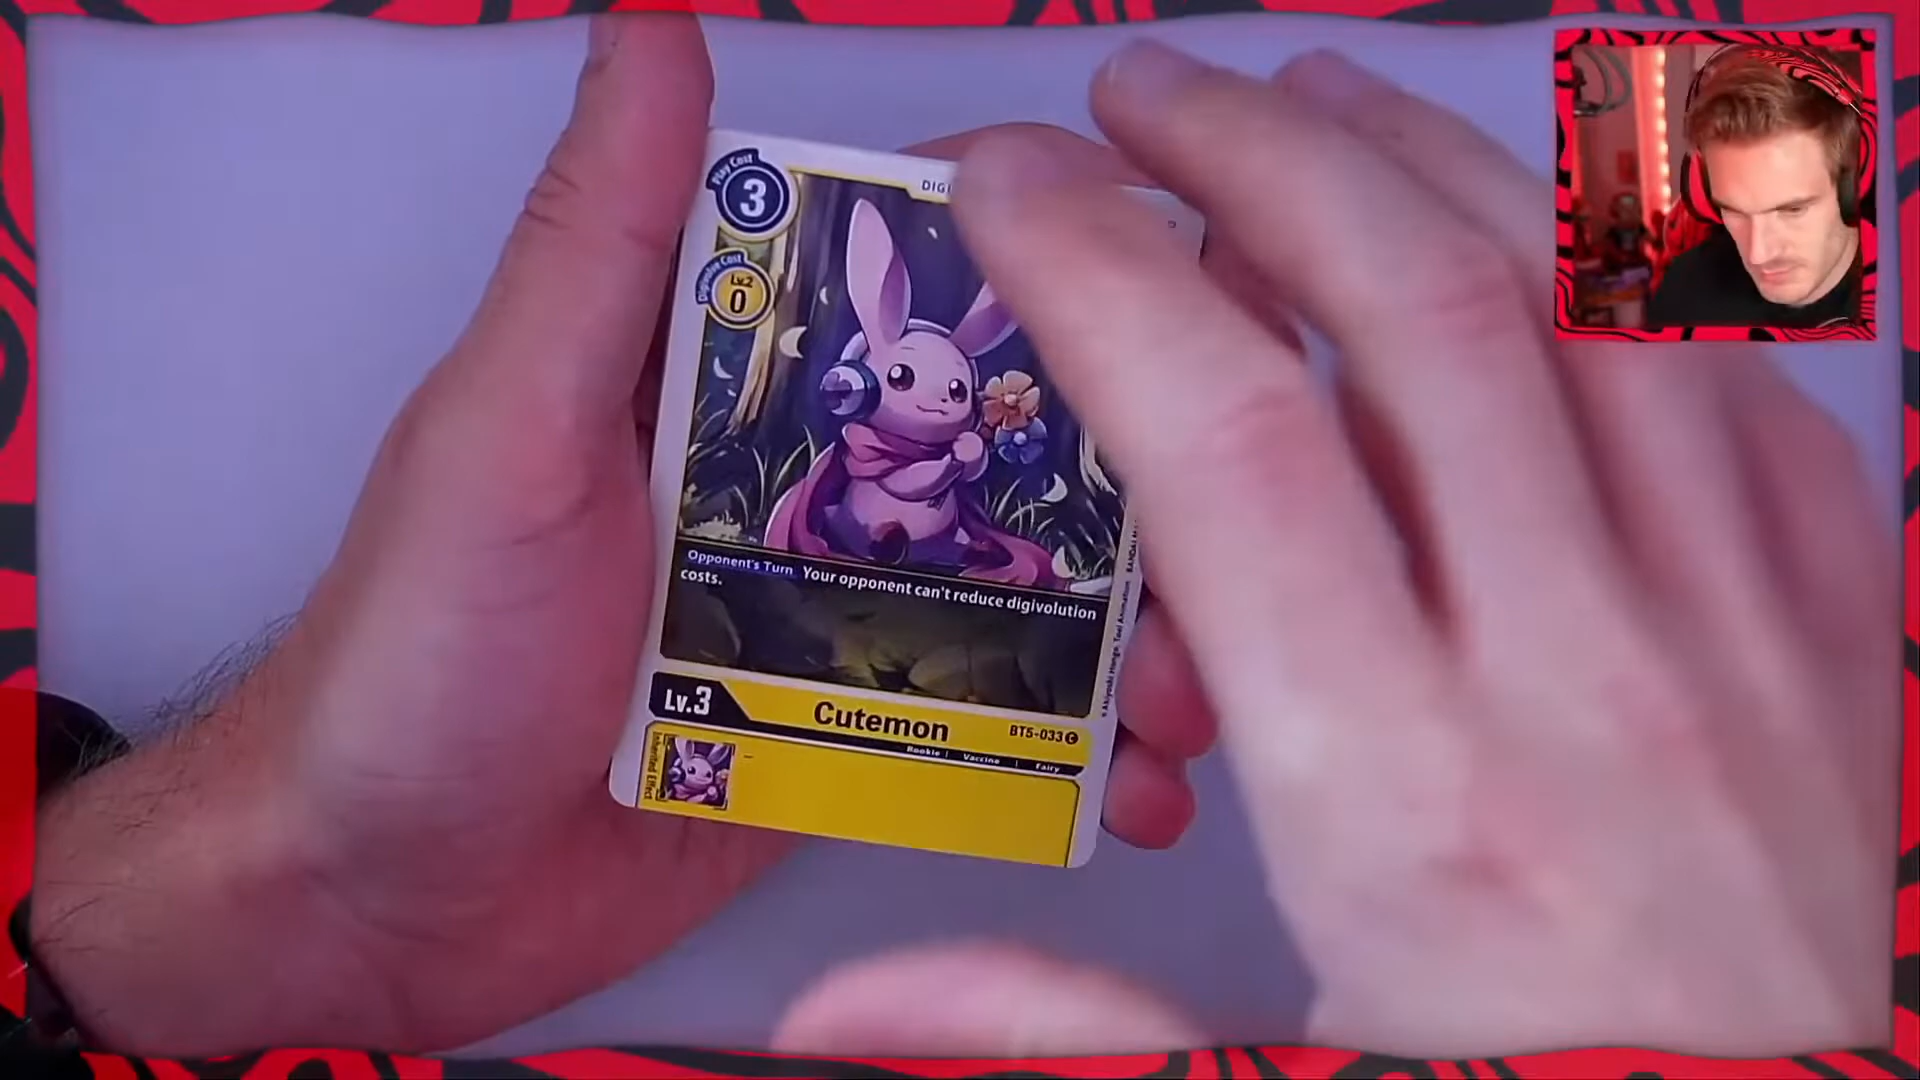 Play Cost
3
DIGI
Digivolve Cost
Lv.2
0
Opponent's Turn Your opponent can't reduce digivolution
costs.
Lv.3
Cutemon
BT5-033 C
Rookie | Vaccine | Fairy
Inherited Effect
-